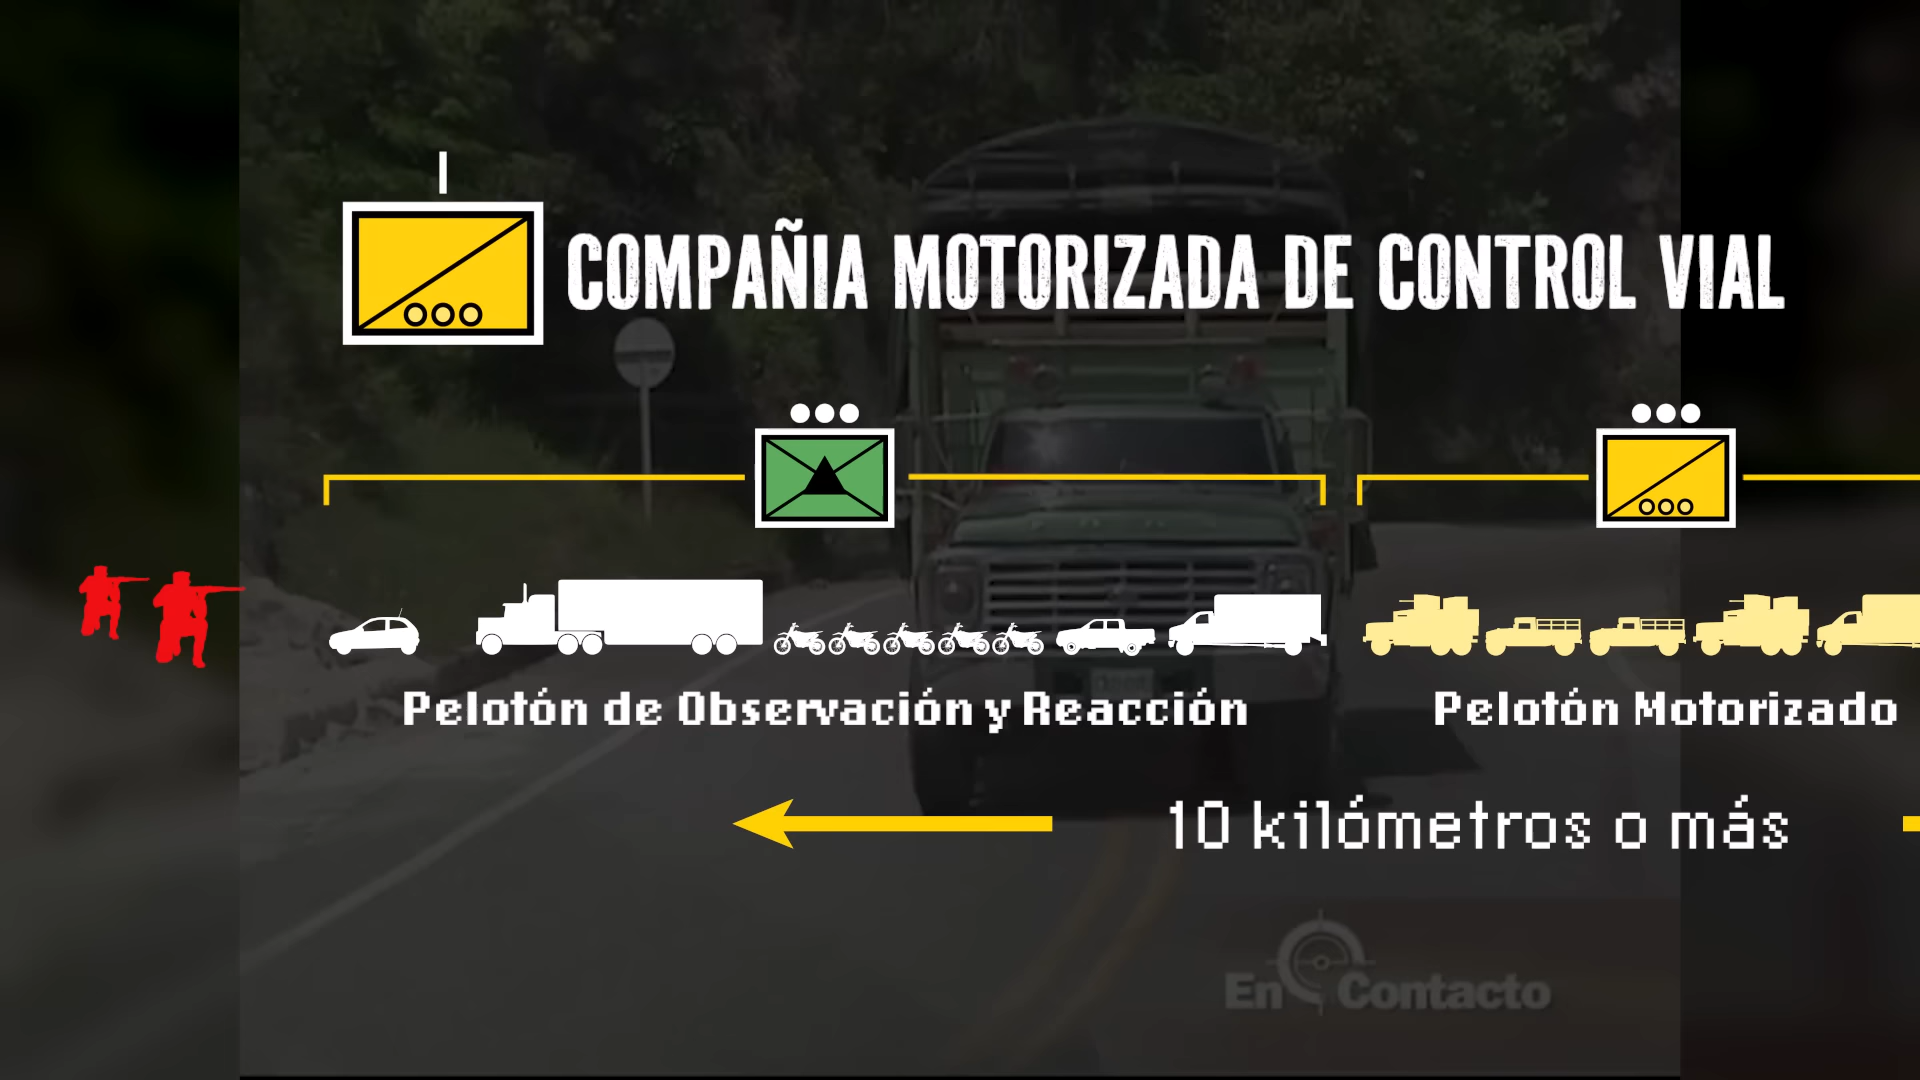 COMPAÑIA MOTORIZADA DE CONTROL VIAL
Pelotón de Observación y Reacción
Pelotón Motorizado
10 kilómetros o más
En Contacto